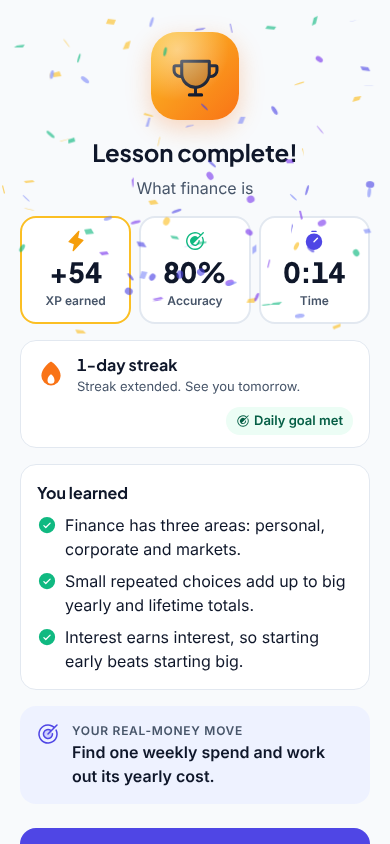 Lesson complete!
What finance is
+54
XP earned
80%
Accuracy
0:14
Time
1-day streak
Streak extended. See you tomorrow.
Daily goal met
You learned
Finance has three areas: personal,
corporate and markets.
Small repeated choices add up to big
yearly and lifetime totals.
Interest earns interest, so starting
early beats starting big.
YOUR REAL-MONEY MOVE
Find one weekly spend and work
out its yearly cost.